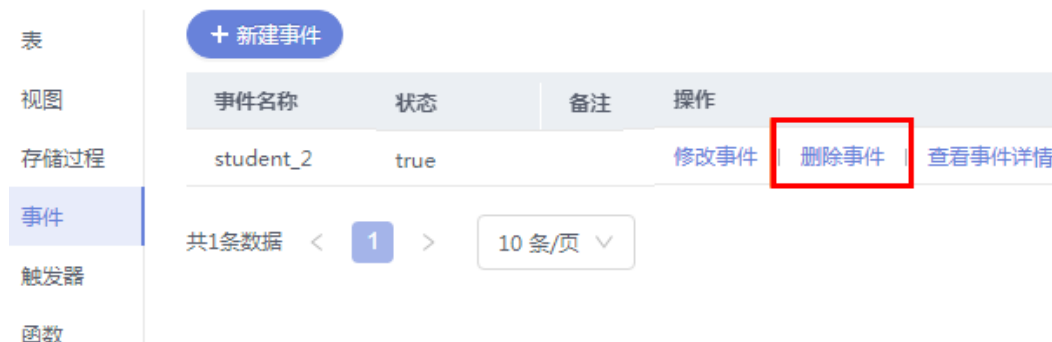 表
视图
存储过程
事件
触发器
函数
+ 新建事件
事件名称 状态 备注 操作
student_2 true 修改事件 | 删除事件 | 查看事件详情
共1条数据 < 1 > 10 条/页